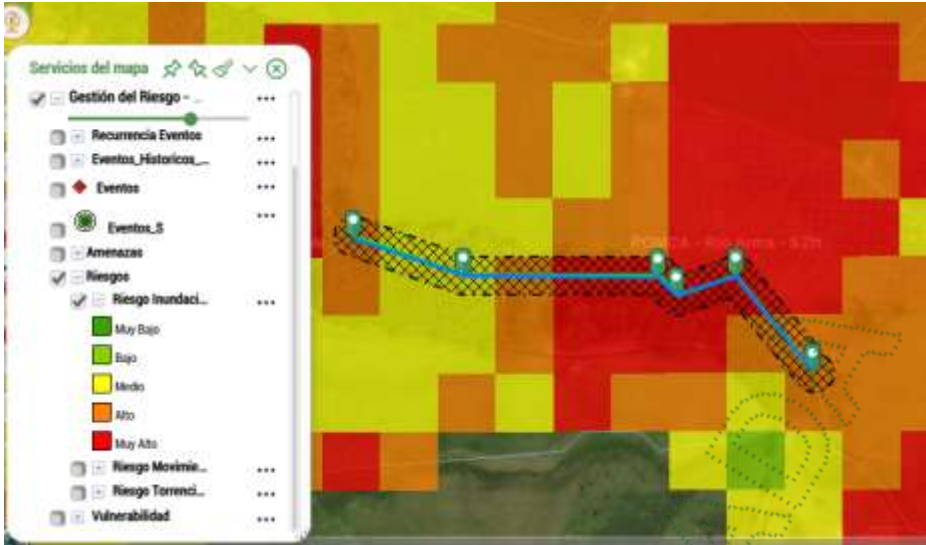 Servicios del mapa
Gestión del Riesgo - ...
Recurrencia Eventos
Eventos_Historicos_...
Eventos
Eventos_S
Amenazas
Riesgos
Riesgo Inundaci...
Muy Bajo
Bajo
Medio
Alto
Muy Alto
Riesgo Movimie...
Riesgo Torrenci...
Vulnerabilidad